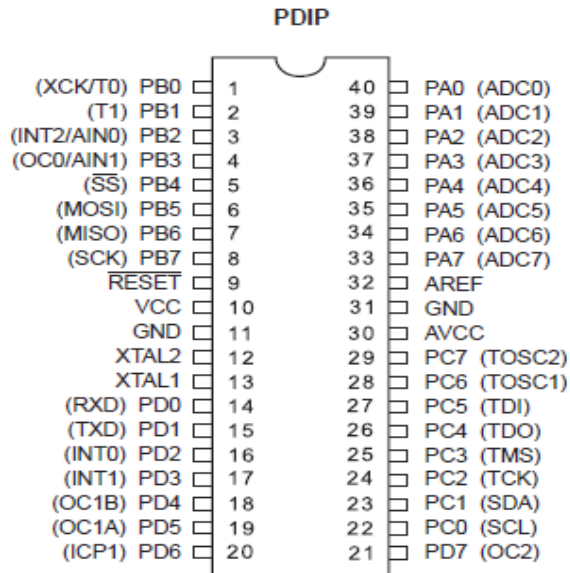 PDIP
(XCK/T0) PB0 1 40 PA0 (ADC0)
(T1) PB1 2 39 PA1 (ADC1)
(INT2/AIN0) PB2 3 38 PA2 (ADC2)
(OC0/AIN1) PB3 4 37 PA3 (ADC3)
(S̅S̅) PB4 5 36 PA4 (ADC4)
(MOSI) PB5 6 35 PA5 (ADC5)
(MISO) PB6 7 34 PA6 (ADC6)
(SCK) PB7 8 33 PA7 (ADC7)
R̅E̅S̅E̅T̅ 9 32 AREF
VCC 10 31 GND
GND 11 30 AVCC
XTAL2 12 29 PC7 (TOSC2)
XTAL1 13 28 PC6 (TOSC1)
(RXD) PD0 14 27 PC5 (TDI)
(TXD) PD1 15 26 PC4 (TDO)
(INT0) PD2 16 25 PC3 (TMS)
(INT1) PD3 17 24 PC2 (TCK)
(OC1B) PD4 18 23 PC1 (SDA)
(OC1A) PD5 19 22 PC0 (SCL)
(ICP1) PD6 20 21 PD7 (OC2)